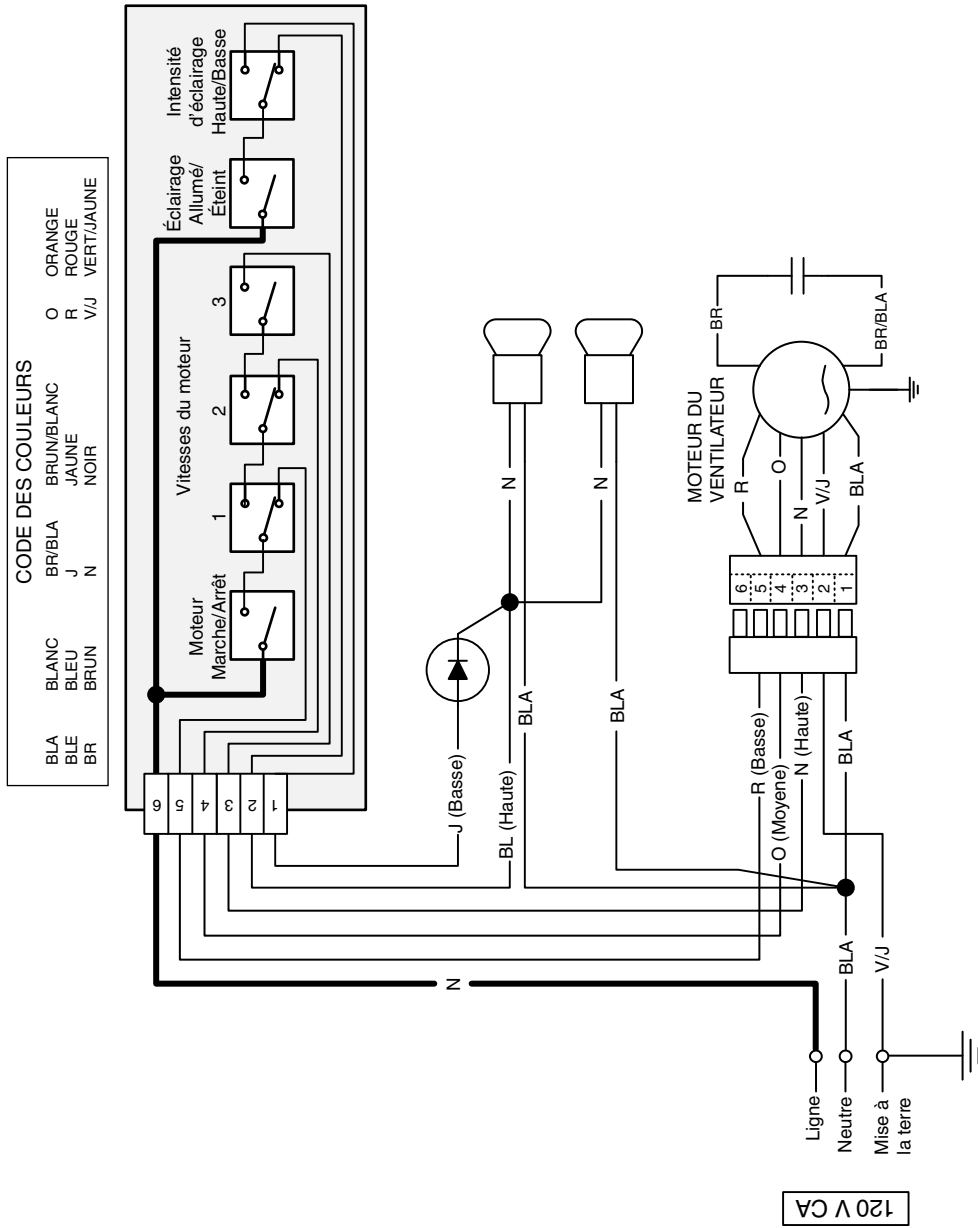 CODE DES COULEURS
BLA BLANC BR/BLA BRUN/BLANC O ORANGE
BLE BLEU J JAUNE R ROUGE
BR BRUN N NOIR V/J VERT/JAUNE
Moteur
Marche/Arrêt
Vitesses du moteur
1
2
3
Éclairage
Allumé/
Éteint
Intensité
d'éclairage
Haute/Basse
6
5
4
3
2
1
J (Basse)
BL (Haute)
N
BLA
N
BLA
N
R (Basse)
O (Moyene)
N (Haute)
BLA
6
5
4
3
2
1
MOTEUR DU
VENTILATEUR
R
O
N
V/J
BLA
BR
BR/BLA
Ligne
Neutre
BLA
Mise à
la terre
V/J
120 V CA